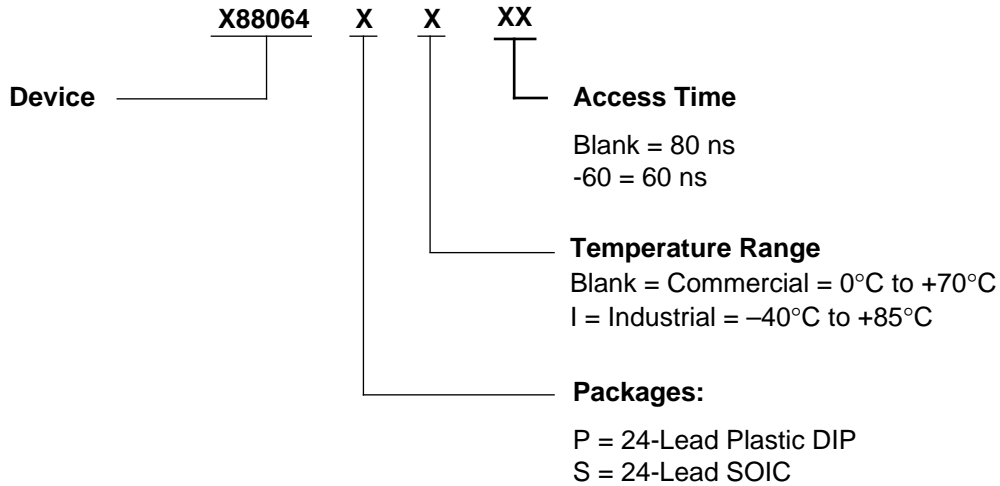 X88064 X X XX
Device
Access Time
Blank = 80 ns
-60 = 60 ns
Temperature Range
Blank = Commercial = 0°C to +70°C
I = Industrial = –40°C to +85°C
Packages:
P = 24-Lead Plastic DIP
S = 24-Lead SOIC